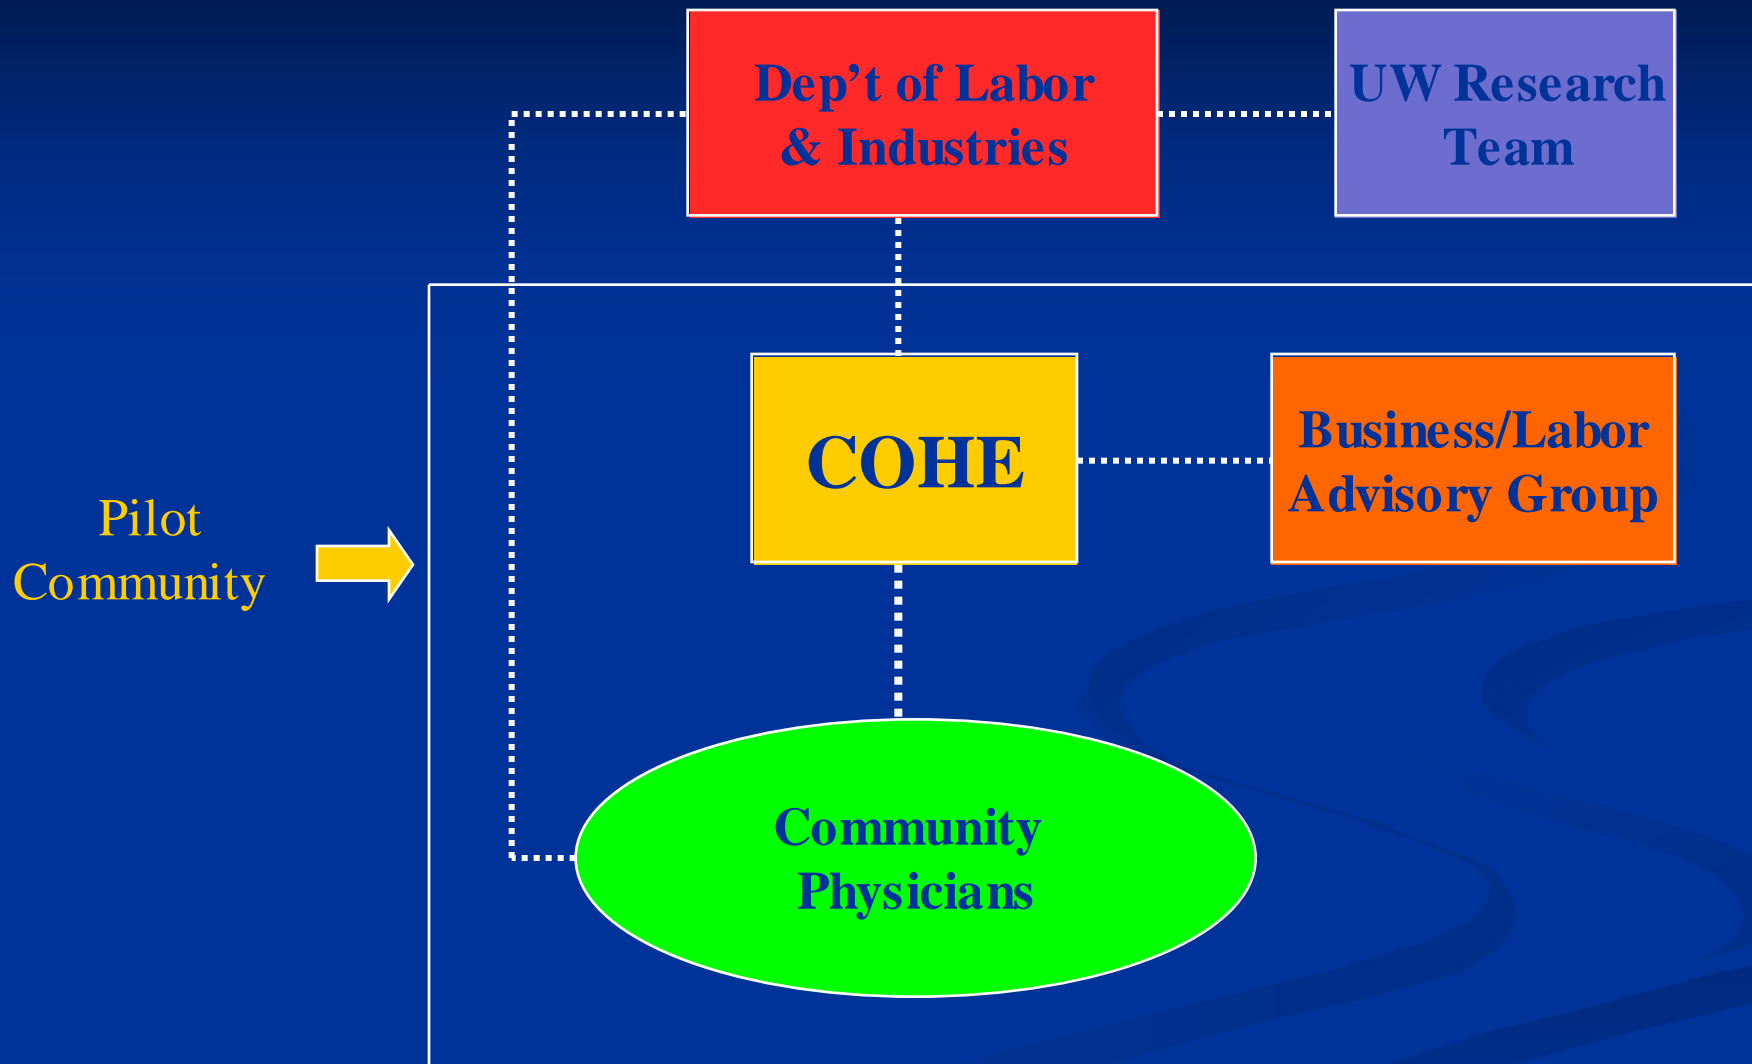 Dep't of Labor
& Industries
UW Research
Team
COHE
Business/Labor
Advisory Group
Pilot
Community
Community
Physicians